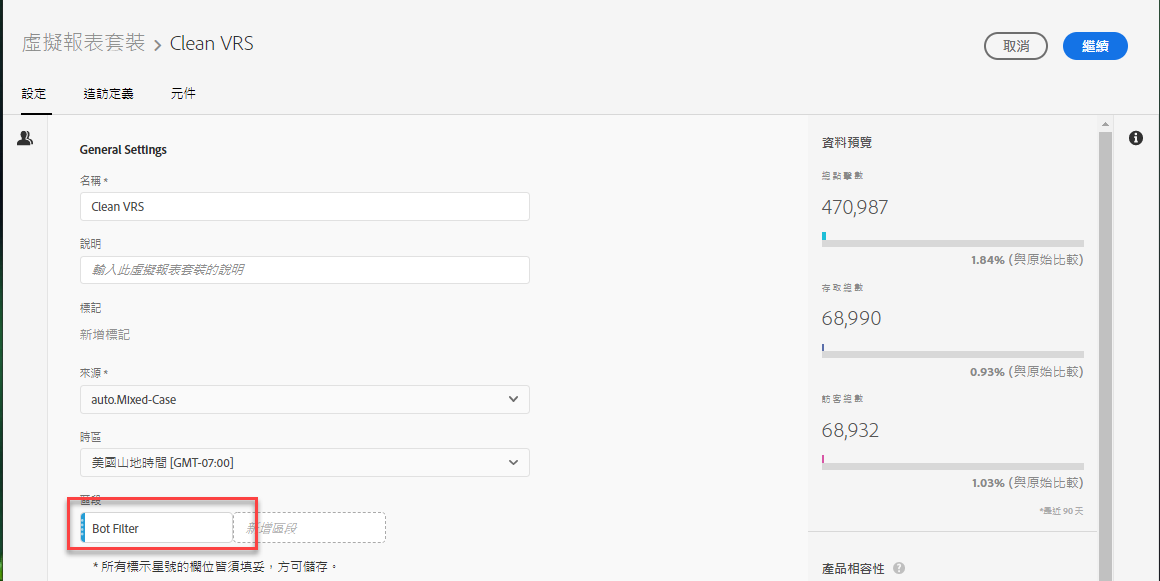 虛擬報表套裝 > Clean VRS
取消
繼續
設定
造訪定義
元件
General Settings
名稱 *
Clean VRS
說明
輸入此虛擬報表套裝的說明
標記
新增標記
來源 *
auto.Mixed-Case
時區
美國山地時間 [GMT-07:00]
區段
Bot Filter
新增區段
* 所有標示星號的欄位皆須填妥，方可儲存。
資料預覽
總點擊數
470,987
1.84% (與原始比較)
存取總數
68,990
0.93% (與原始比較)
訪客總數
68,932
1.03% (與原始比較)
*最近 90 天
產品相容性